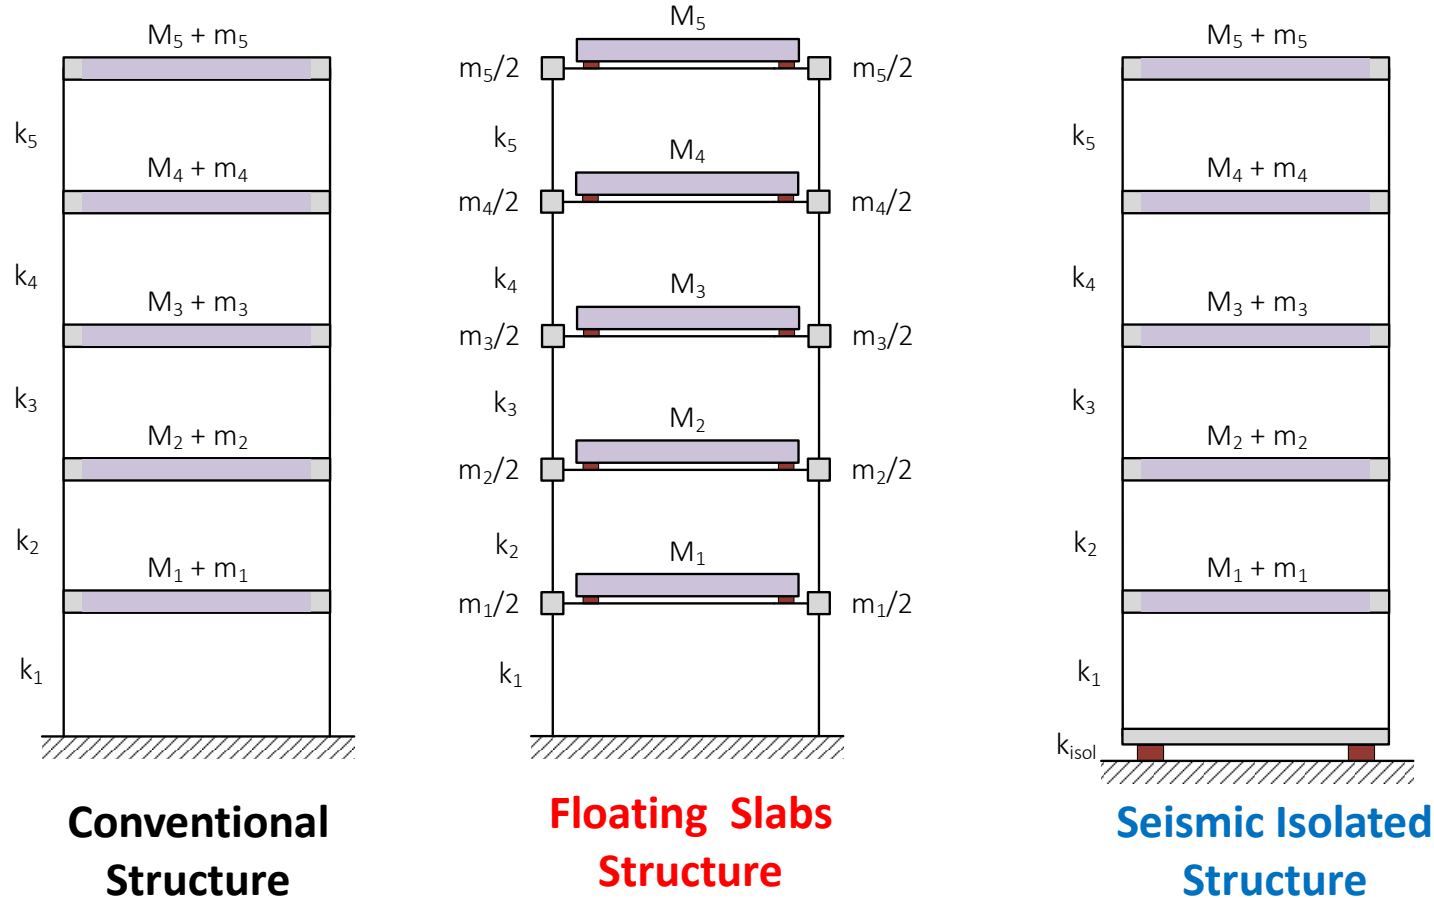 M₅ + m₅
k₅
M₄ + m₄
k₄
M₃ + m₃
k₃
M₂ + m₂
k₂
M₁ + m₁
k₁
Conventional
Structure
M₅
m₅/2 m₅/2
k₅
M₄
m₄/2 m₄/2
k₄
M₃
m₃/2 m₃/2
k₃
M₂
m₂/2 m₂/2
k₂
M₁
m₁/2 m₁/2
k₁
Floating Slabs
Structure
M₅ + m₅
k₅
M₄ + m₄
k₄
M₃ + m₃
k₃
M₂ + m₂
k₂
M₁ + m₁
k₁
kisol
Seismic Isolated
Structure